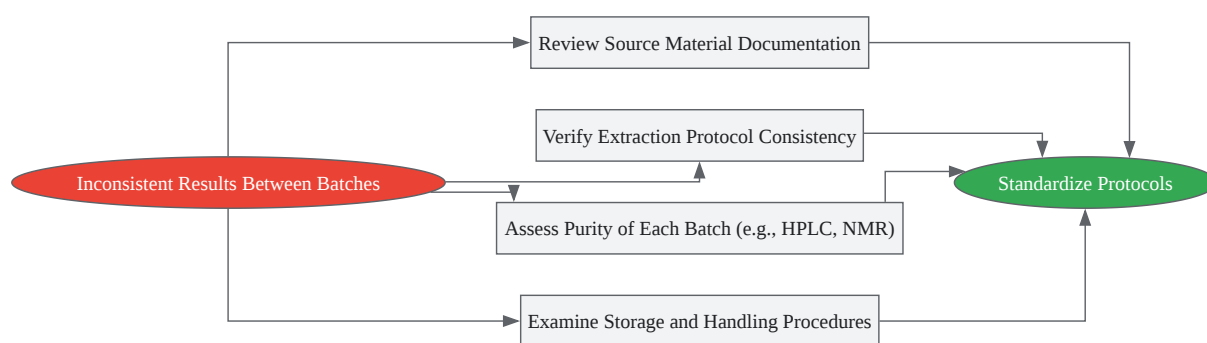 Review Source Material Documentation
Verify Extraction Protocol Consistency
Inconsistent Results Between Batches
Standardize Protocols
Assess Purity of Each Batch (e.g., HPLC, NMR)
Examine Storage and Handling Procedures